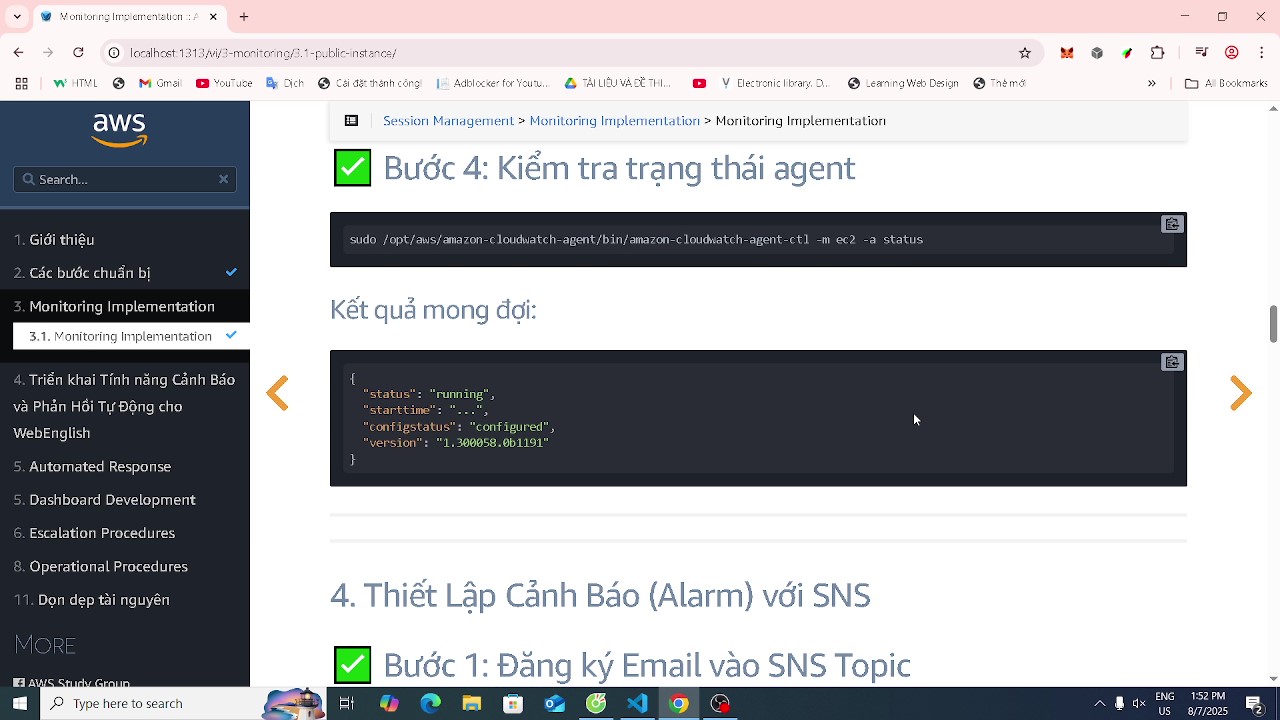 Monitoring Implementation - A
localhost:1313/vi/3-monitoring/3.1-public-instance/
HTML
Gmail
YouTube
Dịch
Cài đặt thành công!
Adblocker for Youtu...
TÀI LIỆU VÀ ĐỀ THI...
Electronic library. D...
Learning Web Design
Thẻ mới
All Bookmarks
aws
Search...
1. Giới thiệu
2. Các bước chuẩn bị
3. Monitoring Implementation
3.1. Monitoring Implementation
4. Triển khai Tính năng Cảnh Báo
và Phản Hồi Tự Động cho
WebEnglish
5. Automated Response
5. Dashboard Development
6. Escalation Procedures
8. Operational Procedures
11. Dọn dẹp tài nguyên
MORE
AWS Study Group
Session Management > Monitoring Implementation > Monitoring Implementation
Bước 4: Kiểm tra trạng thái agent
sudo /opt/aws/amazon-cloudwatch-agent/bin/amazon-cloudwatch-agent-ctl -m ec2 -a status
Kết quả mong đợi:
{
"status": "running",
"starttime": "...",
"configstatus": "configured",
"version": "1.300058.0b1191"
}
4. Thiết Lập Cảnh Báo (Alarm) với SNS
Bước 1: Đăng ký Email vào SNS Topic
Type here to search
ENG
US
1:52 PM
8/7/2025
2